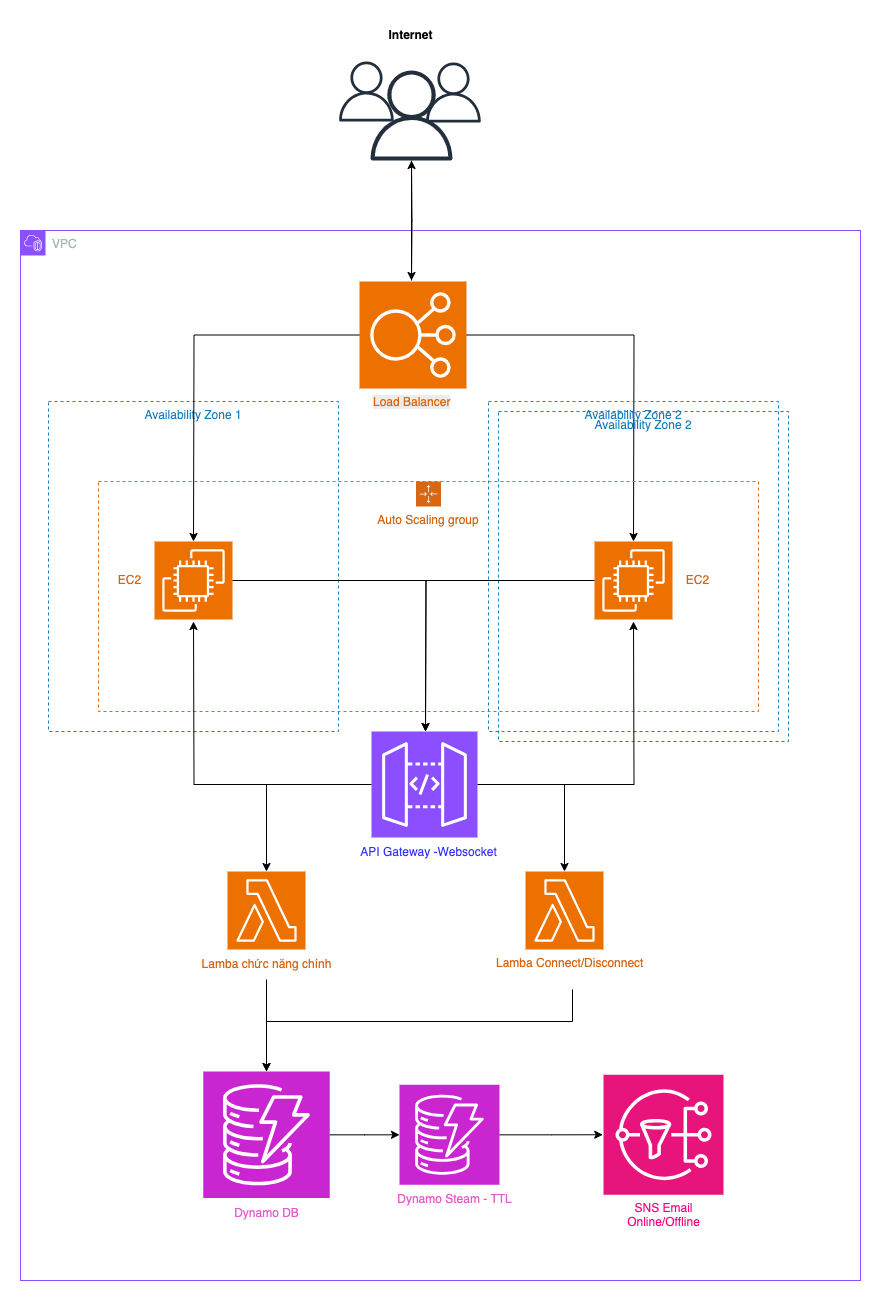 Internet
VPC
Load Balancer
Availability Zone 1
Availability Zone 2
Availability Zone 2
Auto Scaling group
EC2
EC2
API Gateway -Websocket
Lamba chức năng chính
Lamba Connect/Disconnect
Dynamo DB
Dynamo Steam - TTL
SNS Email
Online/Offline